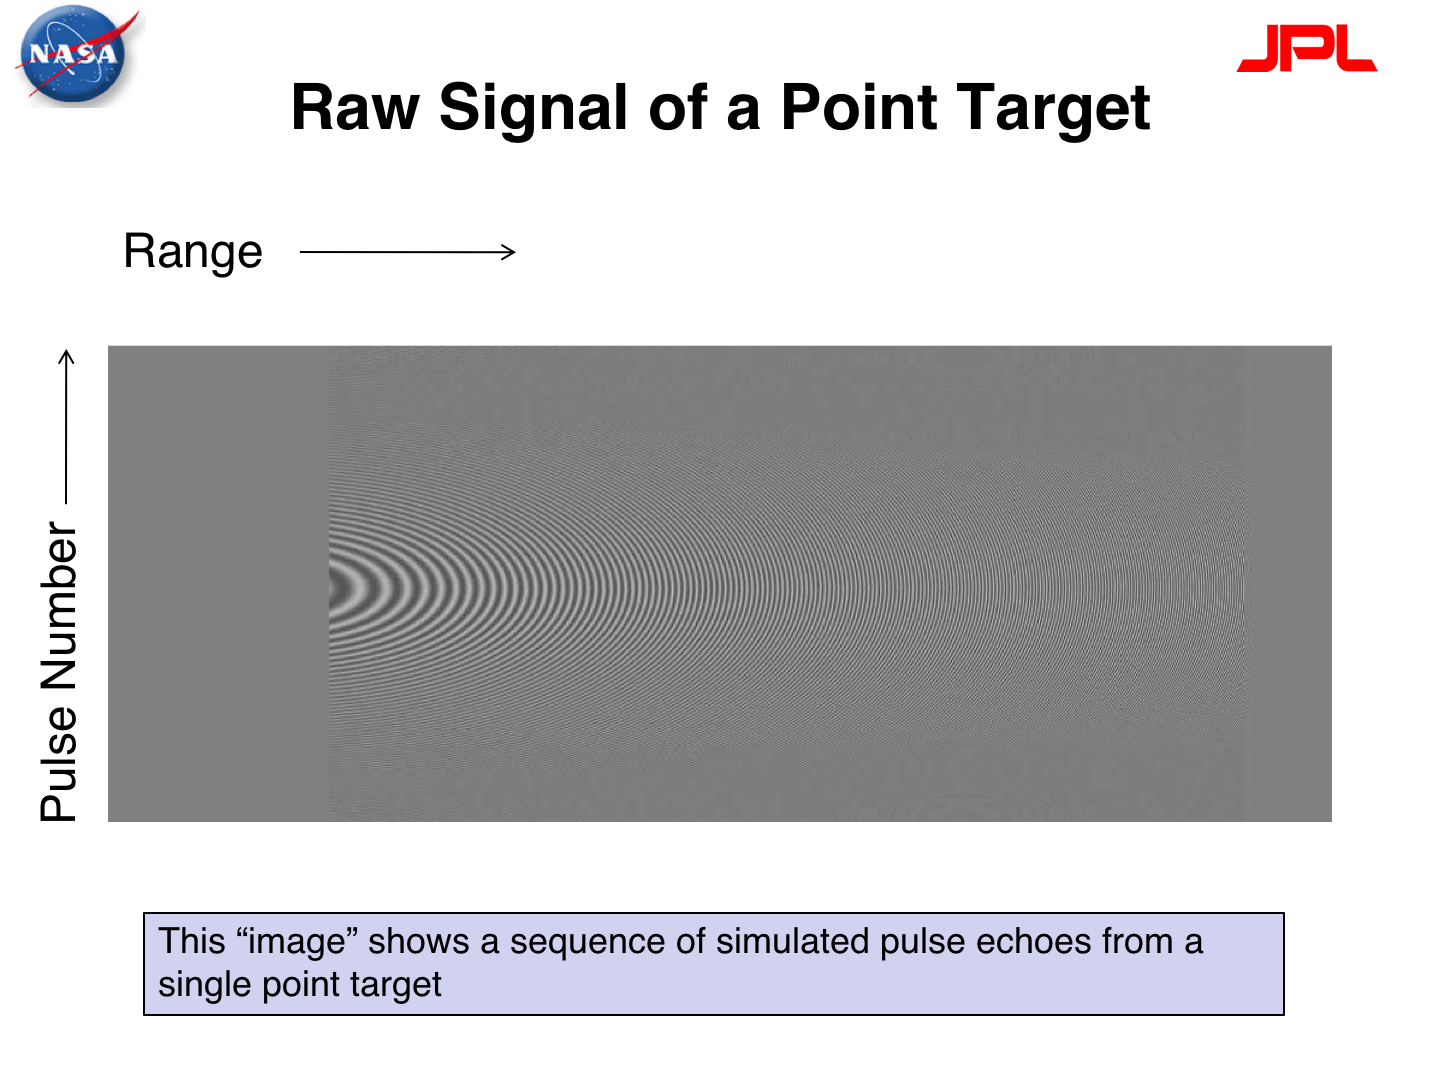 NASA
JPL
Raw Signal of a Point Target
Range
Pulse Number
This “image” shows a sequence of simulated pulse echoes from a
single point target